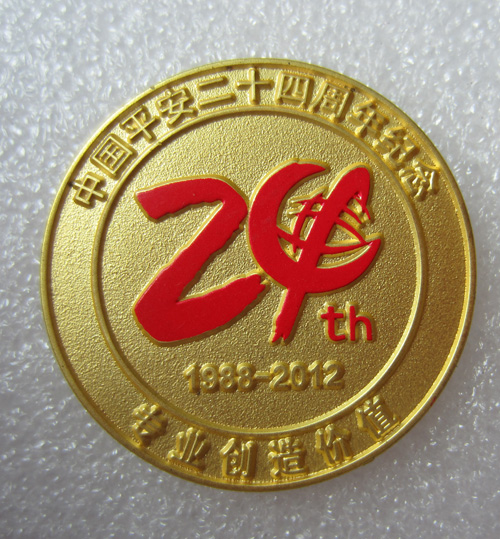 中国平安二十四周年纪念
24th
1988-2012
专业创造价值